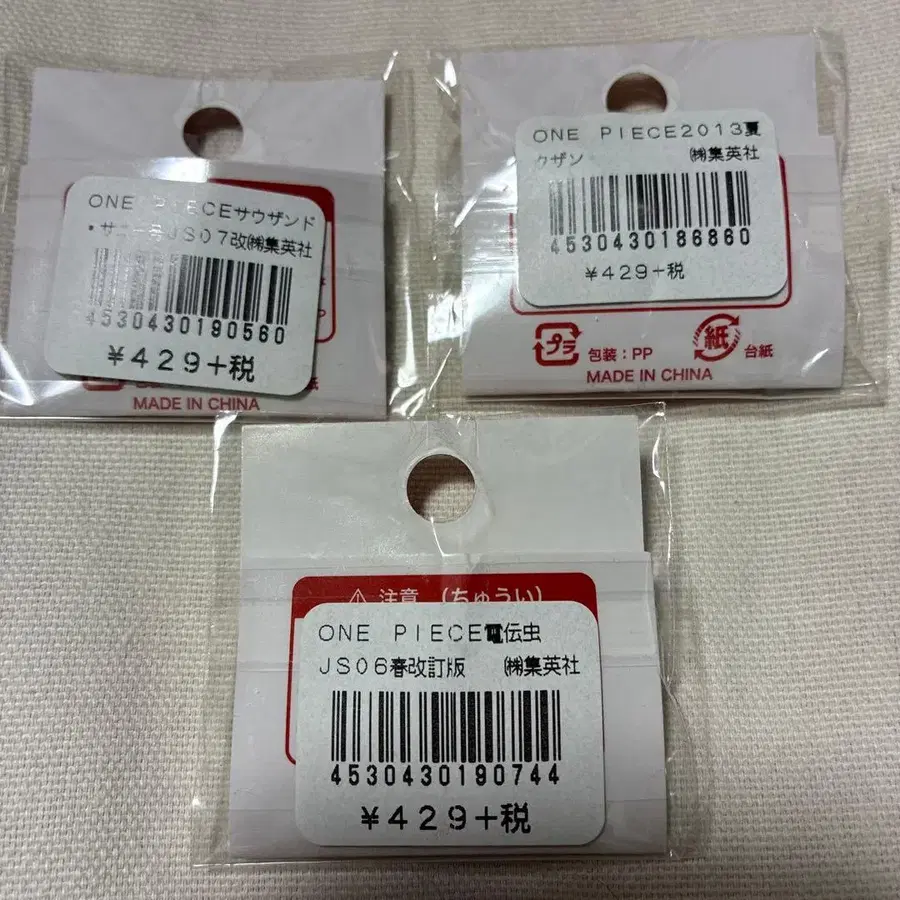 ONE PIECEサウザンド
・サニー号JS07改㈱集英社
4530430190560
¥429+税
MADE IN CHINA
ONE PIECE2013夏
クザン ㈱集英社
4530430186860
¥429+税
プラ 包装：PP 紙 台紙
MADE IN CHINA
注意 (ちゅうい)
ONE PIECE電伝虫
JS06春改訂版 ㈱集英社
4530430190744
¥429+税